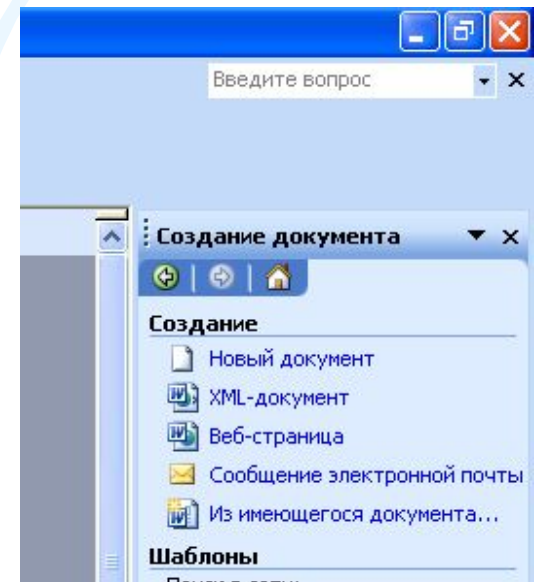 Введите вопрос
Создание документа
Создание
Новый документ
XML-документ
Веб-страница
Сообщение электронной почты
Из имеющегося документа...
Шаблоны